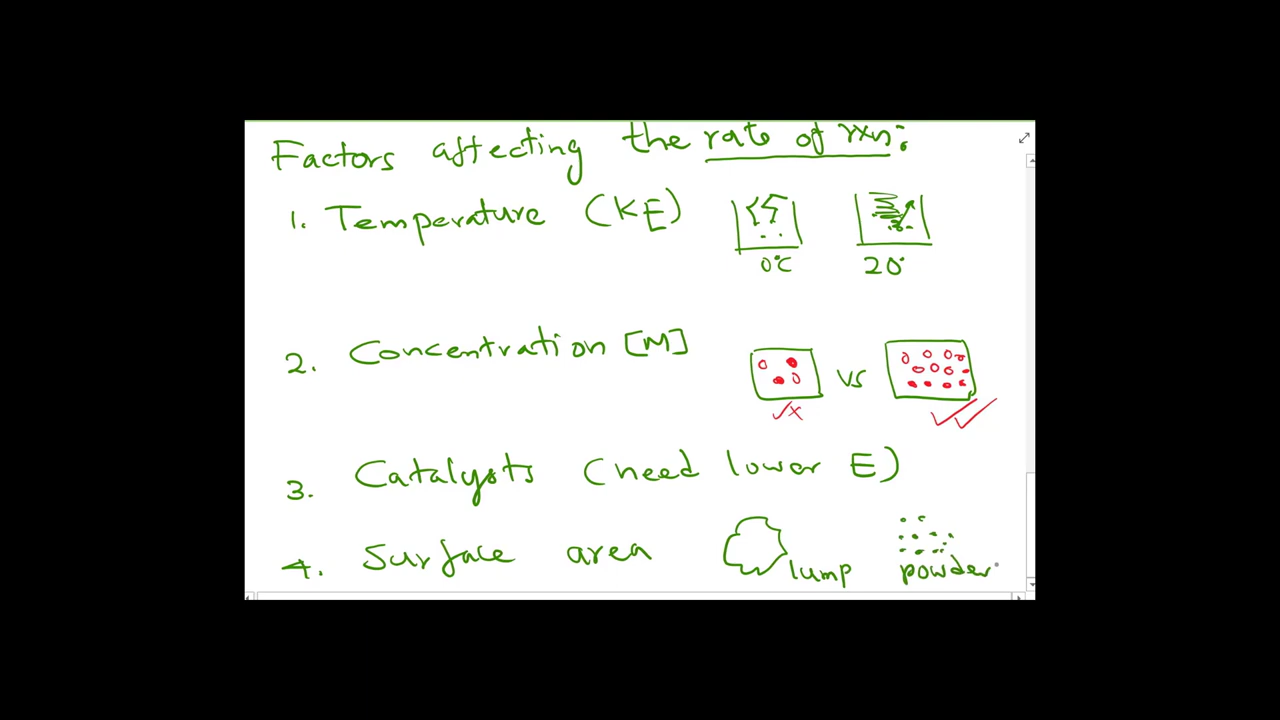 Factors affecting the rate of rxn:
1. Temperature (KE)
0°C 20°
2. Concentration [M]
vs
3. Catalysts (need lower E)
4. Surface area
lump powder